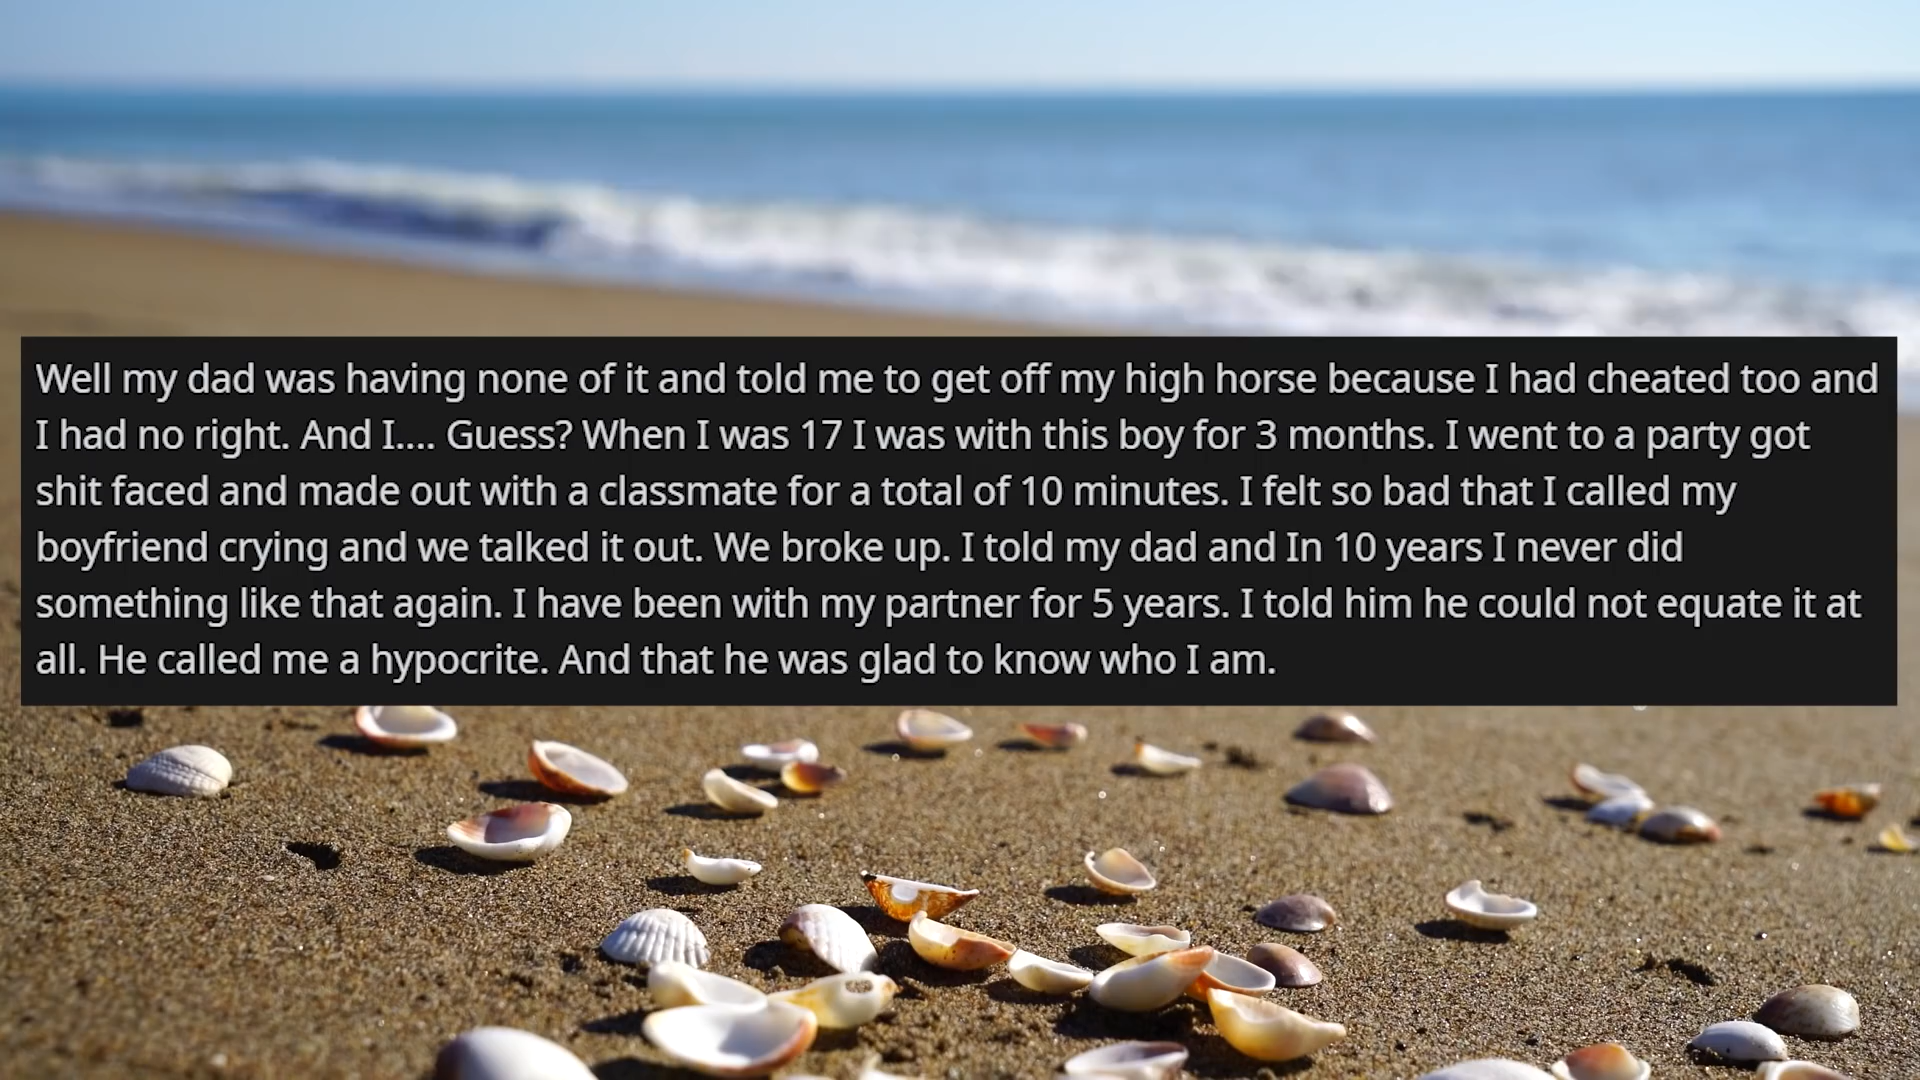 Well my dad was having none of it and told me to get off my high horse because I had cheated too and
I had no right. And I.... Guess? When I was 17 I was with this boy for 3 months. I went to a party got
shit faced and made out with a classmate for a total of 10 minutes. I felt so bad that I called my
boyfriend crying and we talked it out. We broke up. I told my dad and In 10 years I never did
something like that again. I have been with my partner for 5 years. I told him he could not equate it at
all. He called me a hypocrite. And that he was glad to know who I am.